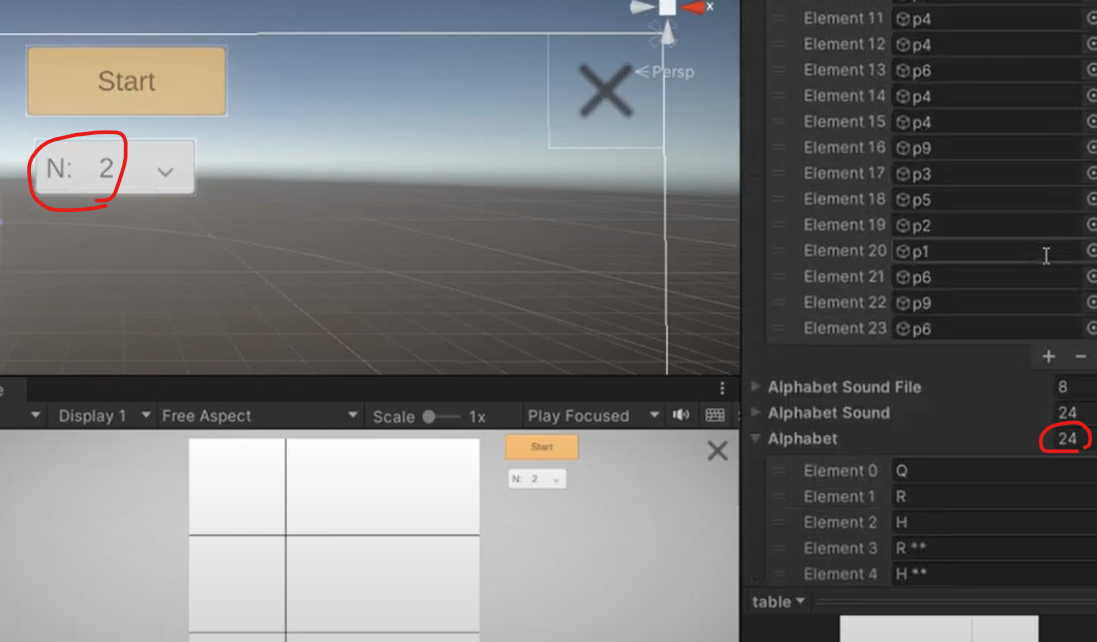 x
Start
Persp
N: 2
Element 11 p4
Element 12 p4
Element 13 p6
Element 14 p4
Element 15 p4
Element 16 p9
Element 17 p3
Element 18 p5
Element 19 p2
Element 20 p1
Element 21 p6
Element 22 p9
Element 23 p6
+ −
Alphabet Sound File 8
Alphabet Sound 24
Alphabet 24
Element 0 Q
Element 1 R
Element 2 H
Element 3 R **
Element 4 H **
table
Display 1 Free Aspect Scale 1x Play Focused
Start
N: 2